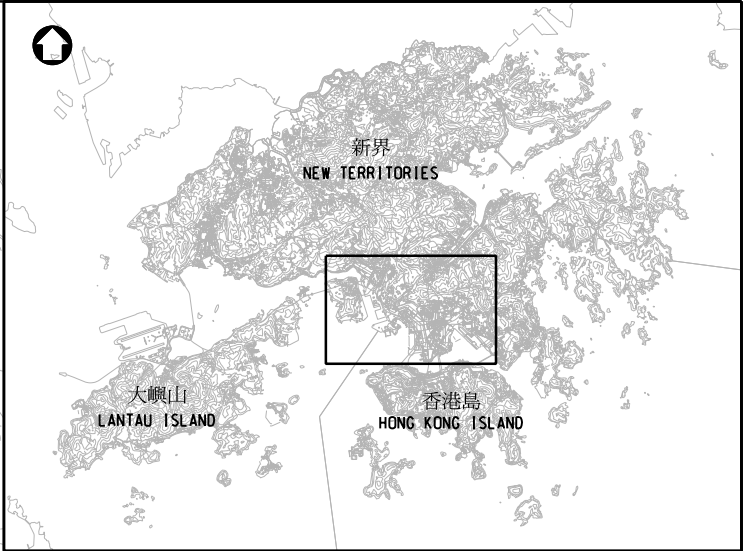 新界
NEW TERRITORIES
大嶼山
LANTAU ISLAND
香港島
HONG KONG ISLAND